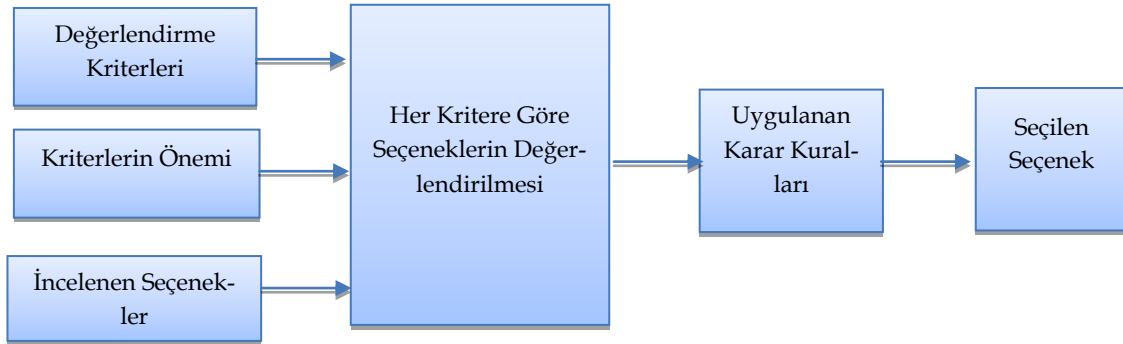 Değerlendirme
Kriterleri
Kriterlerin Önemi
İncelenen Seçenek-
ler
Her Kritere Göre
Seçeneklerin Değer-
lendirilmesi
Uygulanan
Karar Kural-
ları
Seçilen
Seçenek